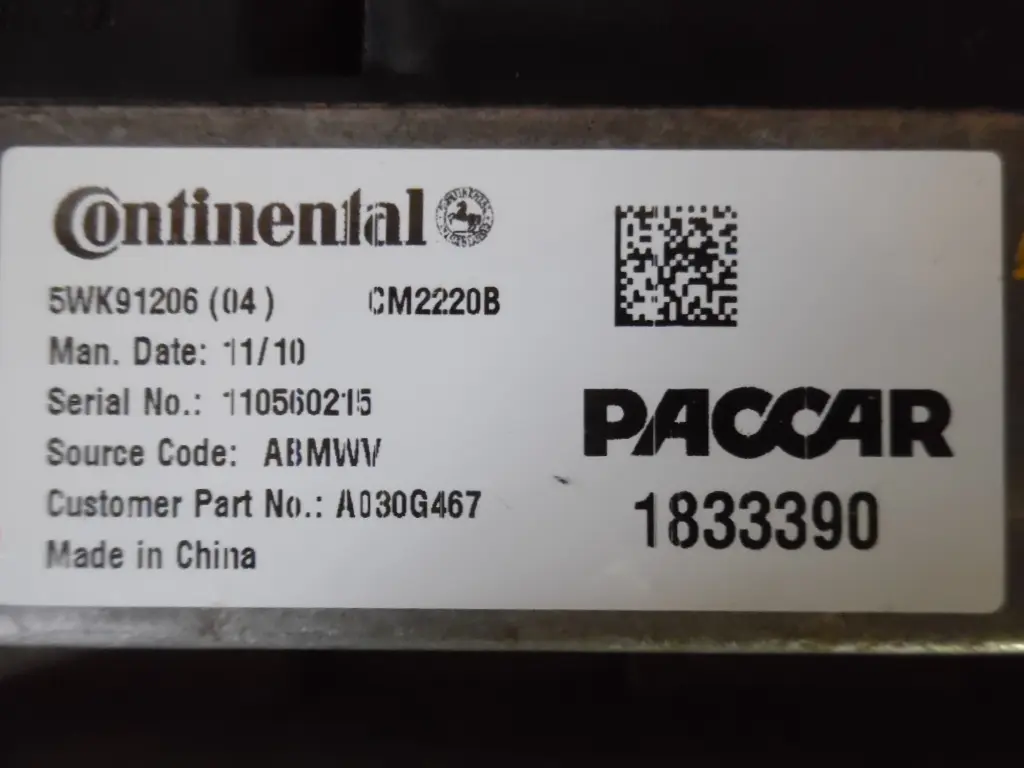 Continental
5WK91206 (04) CM2220B
Man. Date: 11/10
Serial No.: 110560215
Source Code: ABMWV
Customer Part No.: A030G467
Made in China
PACCAR
1833390